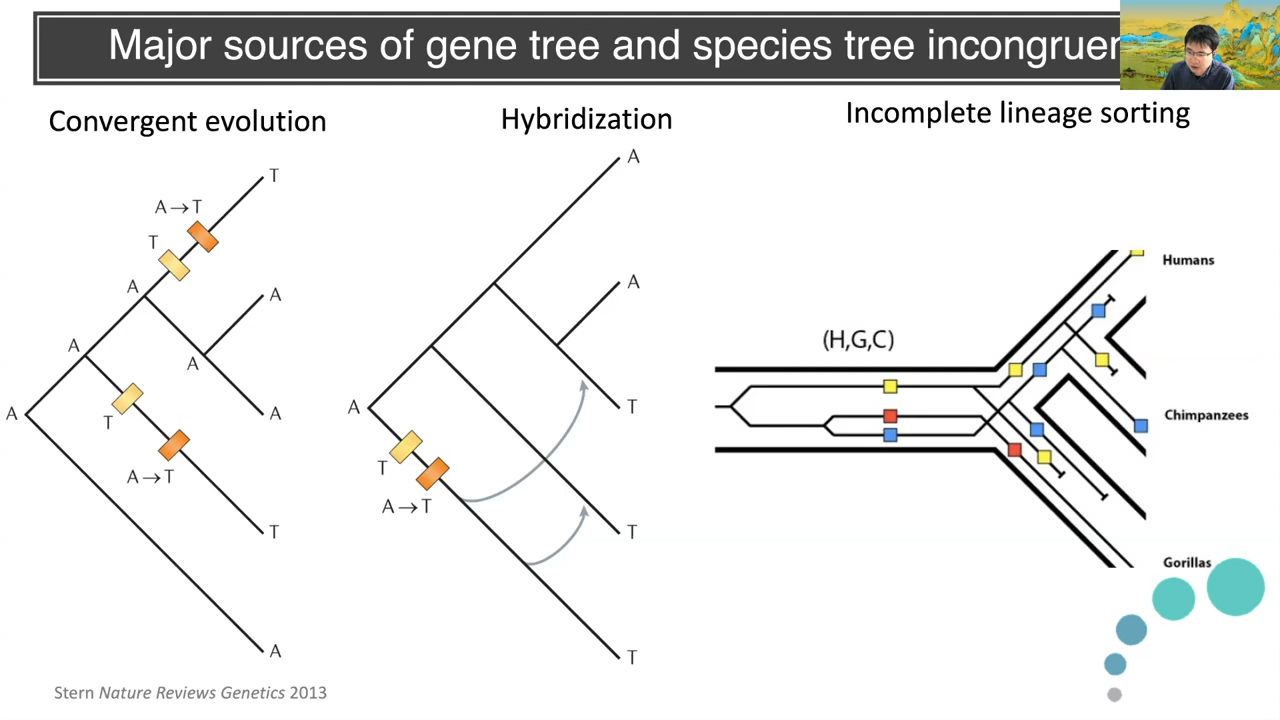 Major sources of gene tree and species tree
Convergent evolution
Hybridization
Incomplete lineage sorting
T
A→T
T
A
A
A
A
A
A
T
A→T
T
A
A
A
A
T
T
A→T
T
T
(H,G,C)
Humans
Chimpanzees
Gorillas
Stern Nature Reviews Genetics 2013